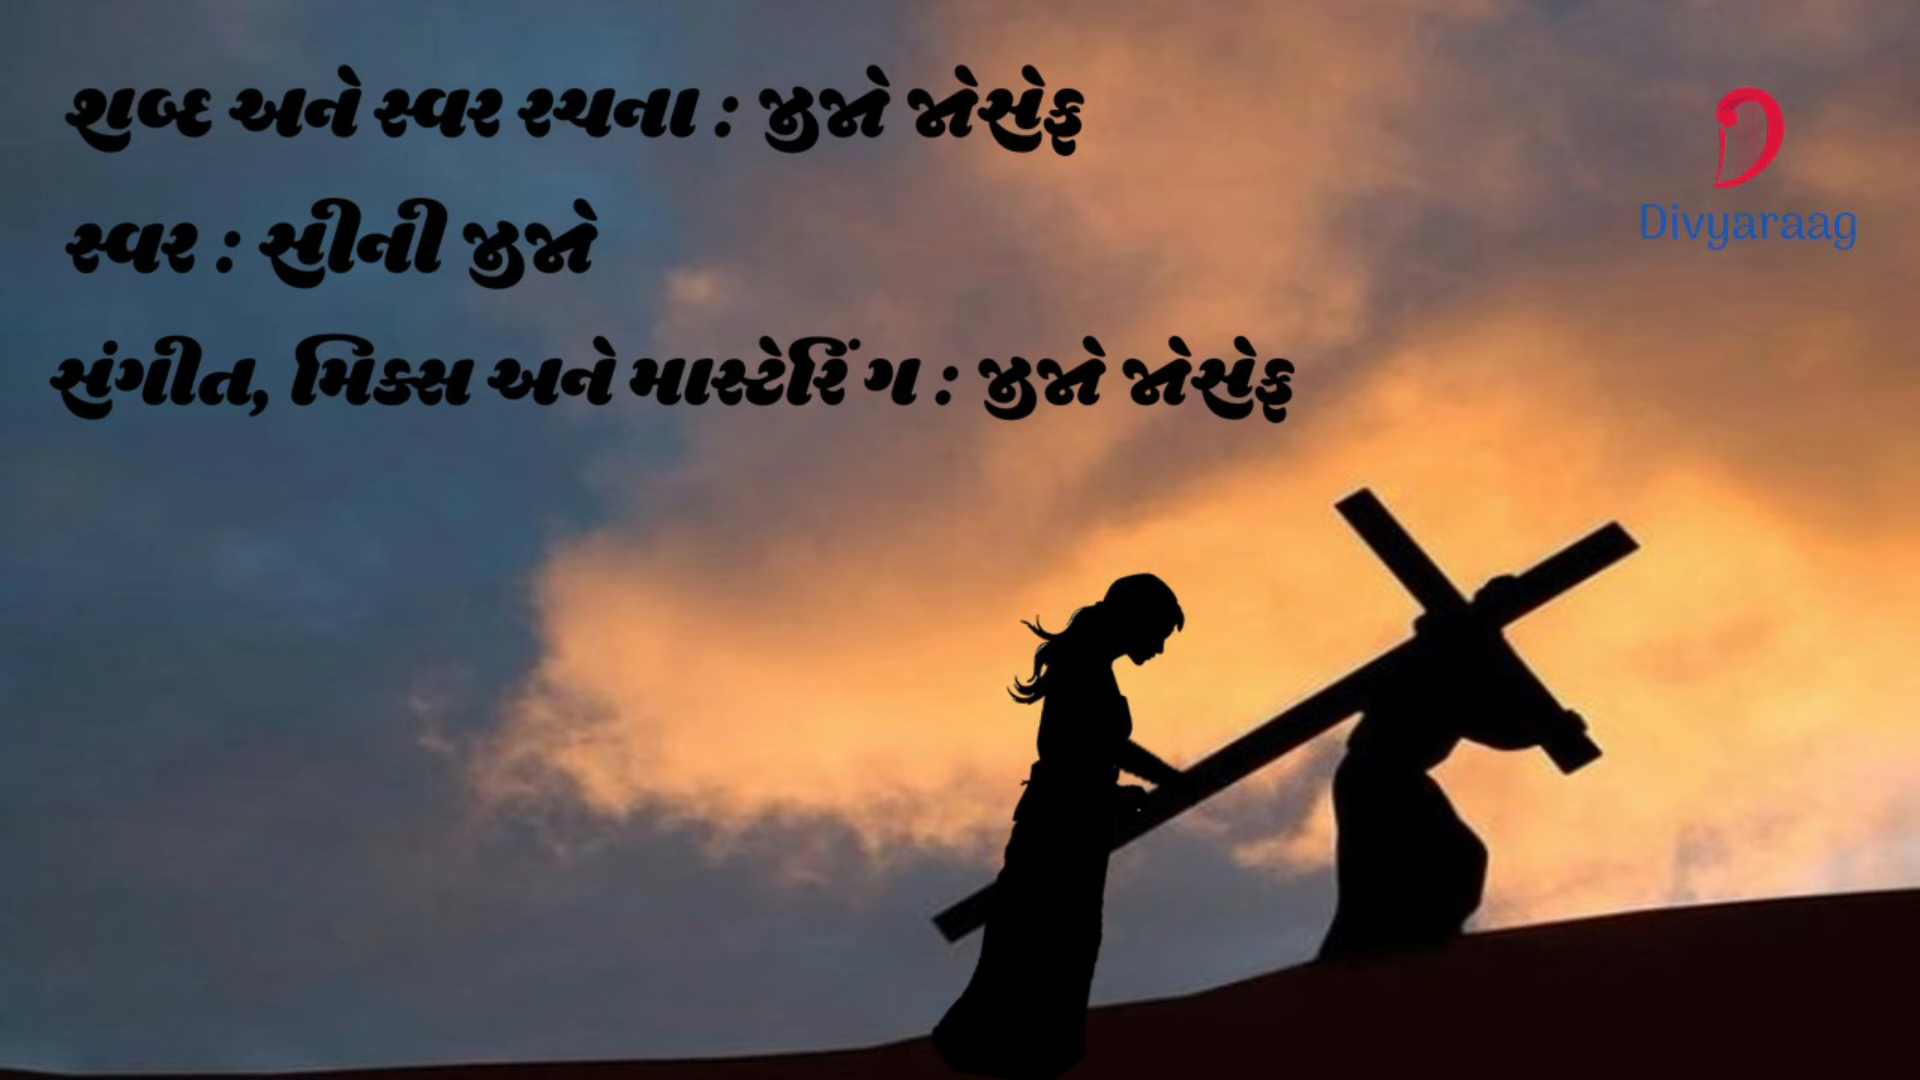 શબ્દ અને સ્વર રચના : જીજો જોસેફ
Divyaraag
સ્વર : સીની જીજો
સંગીત, મિક્સ અને માસ્ટેરિંગ : જીજો જોસેફ